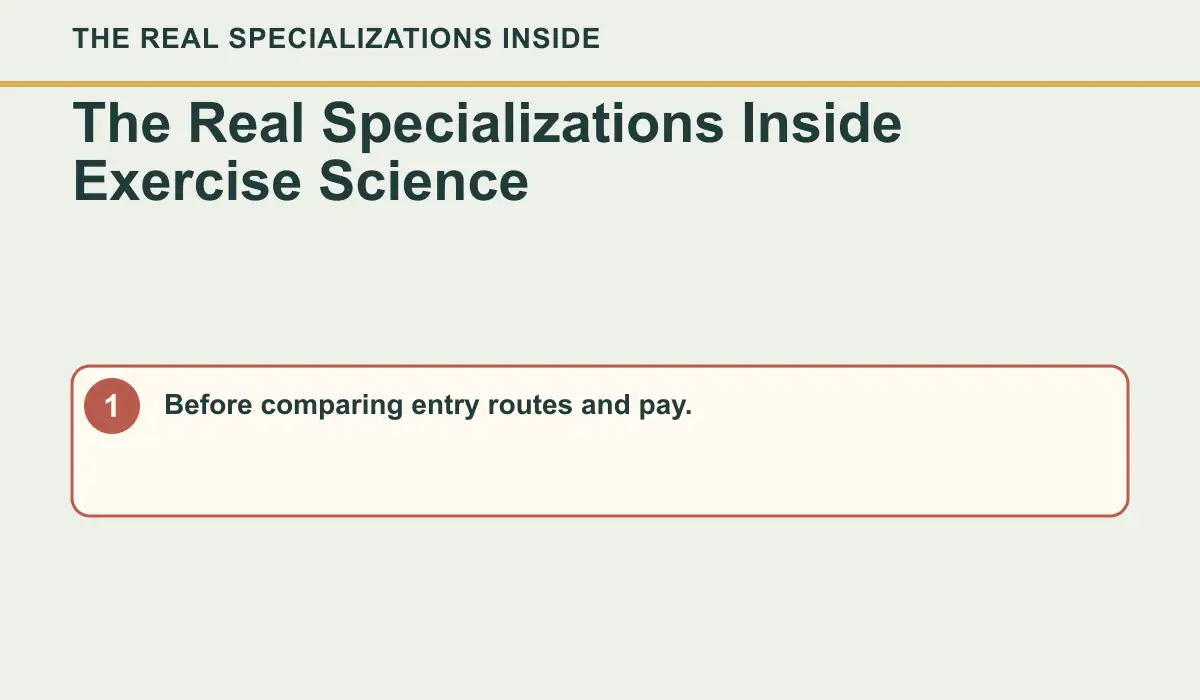 THE REAL SPECIALIZATIONS INSIDE
The Real Specializations Inside
Exercise Science
1 Before comparing entry routes and pay.